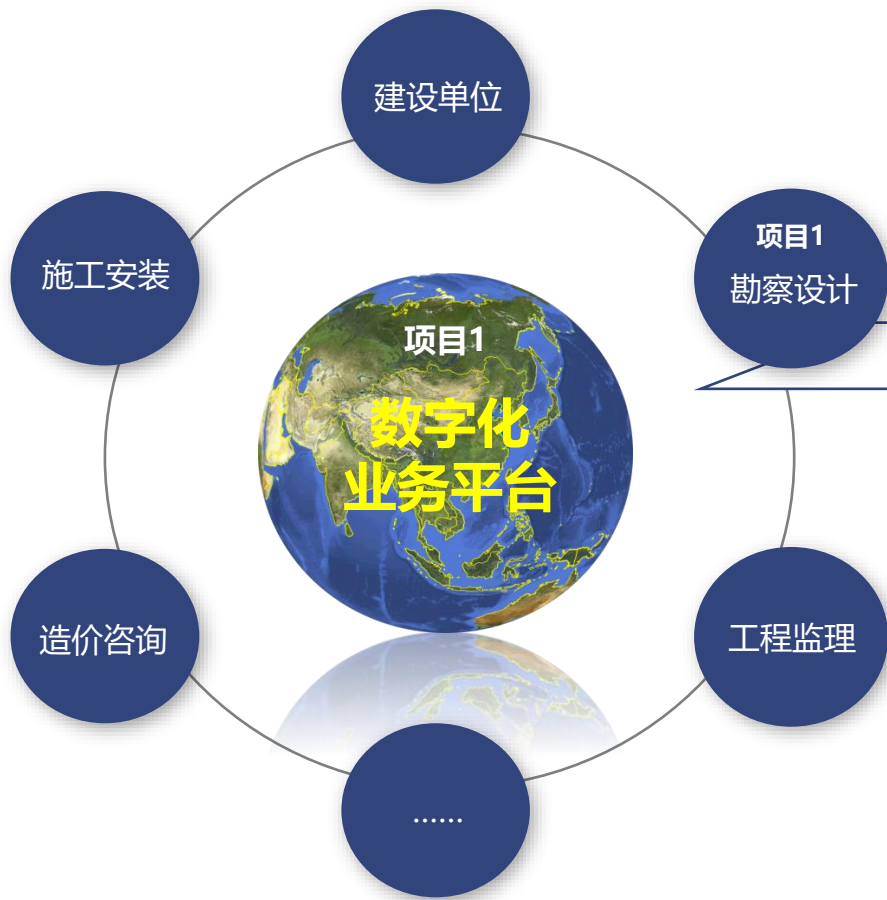 建设单位
项目1
勘察设计
施工安装
项目1
数字化
业务平台
造价咨询
工程监理
......